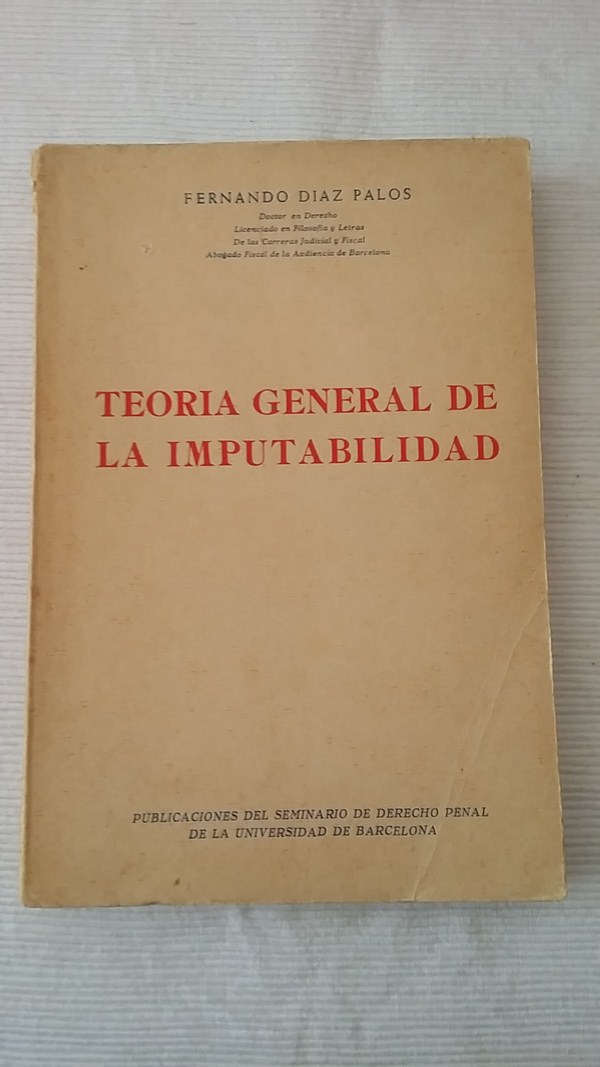 FERNANDO DIAZ PALOS
Doctor en Derecho
Licenciado en Filosofía y Letras
De las Carreras Judicial y Fiscal
Abogado Fiscal de la Audiencia de Barcelona
TEORIA GENERAL DE
LA IMPUTABILIDAD
PUBLICACIONES DEL SEMINARIO DE DERECHO PENAL
DE LA UNIVERSIDAD DE BARCELONA